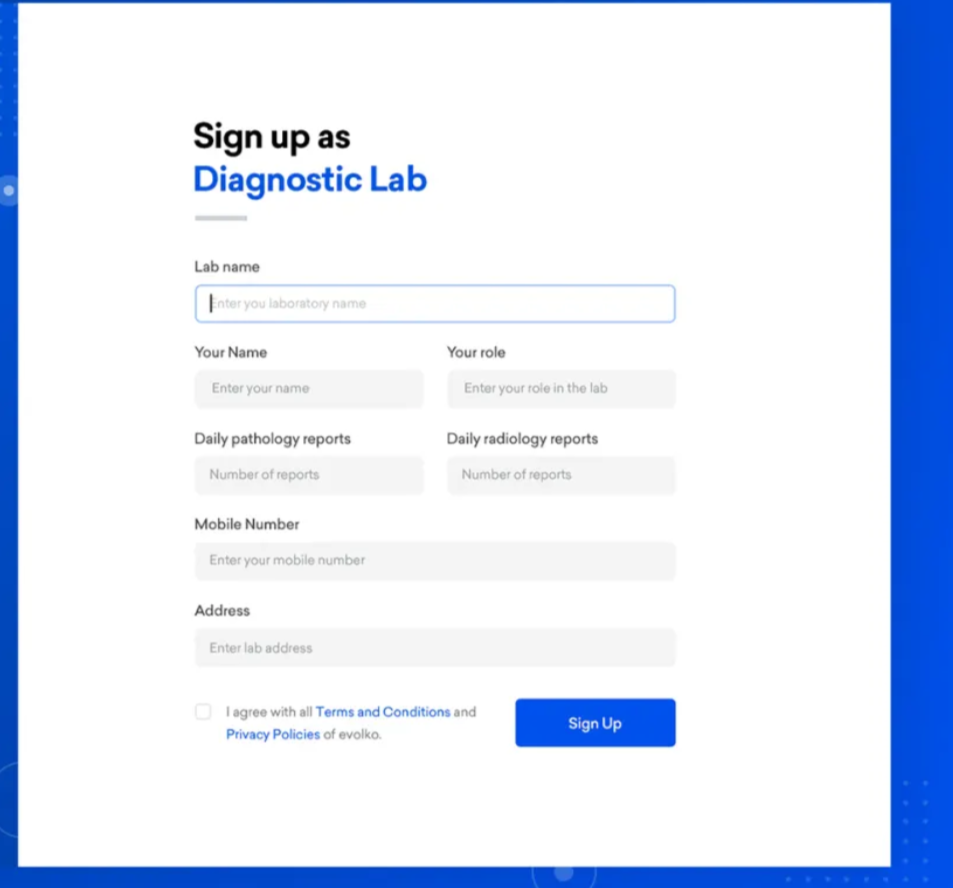 Sign up as
Diagnostic Lab
Lab name
Enter you laboratory name
Your Name
Your role
Enter your name
Enter your role in the lab
Daily pathology reports
Daily radiology reports
Number of reports
Number of reports
Mobile Number
Enter your mobile number
Address
Enter lab address
I agree with all Terms and Conditions and
Privacy Policies of evolko.
Sign Up